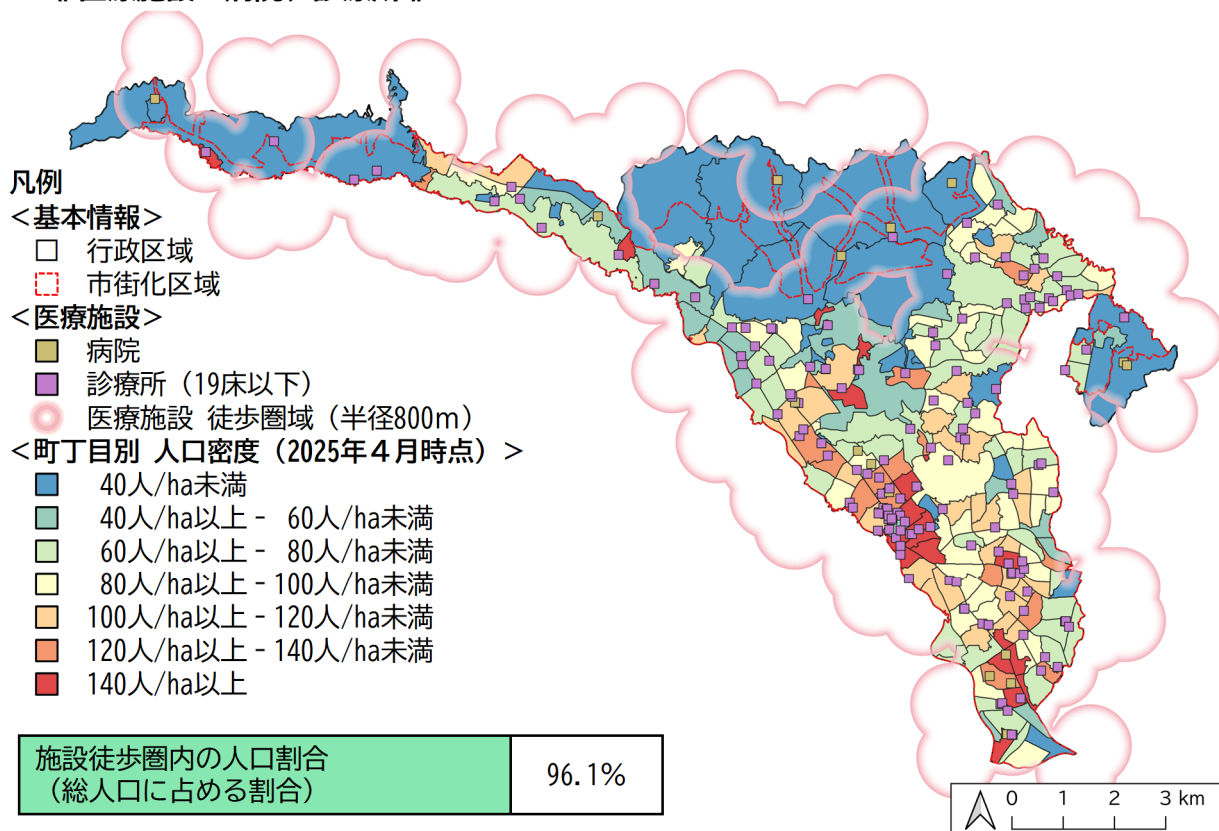 凡例
＜基本情報＞
行政区域
市街化区域
＜医療施設＞
病院
診療所（19床以下）
医療施設 徒歩圏域（半径800m）
＜町丁目別 人口密度（2025年４月時点）＞
40人/ha未満
40人/ha以上 - 60人/ha未満
60人/ha以上 - 80人/ha未満
80人/ha以上 - 100人/ha未満
100人/ha以上 - 120人/ha未満
120人/ha以上 - 140人/ha未満
140人/ha以上
施設徒歩圏内の人口割合
（総人口に占める割合）
96.1%
0 1 2 3 km